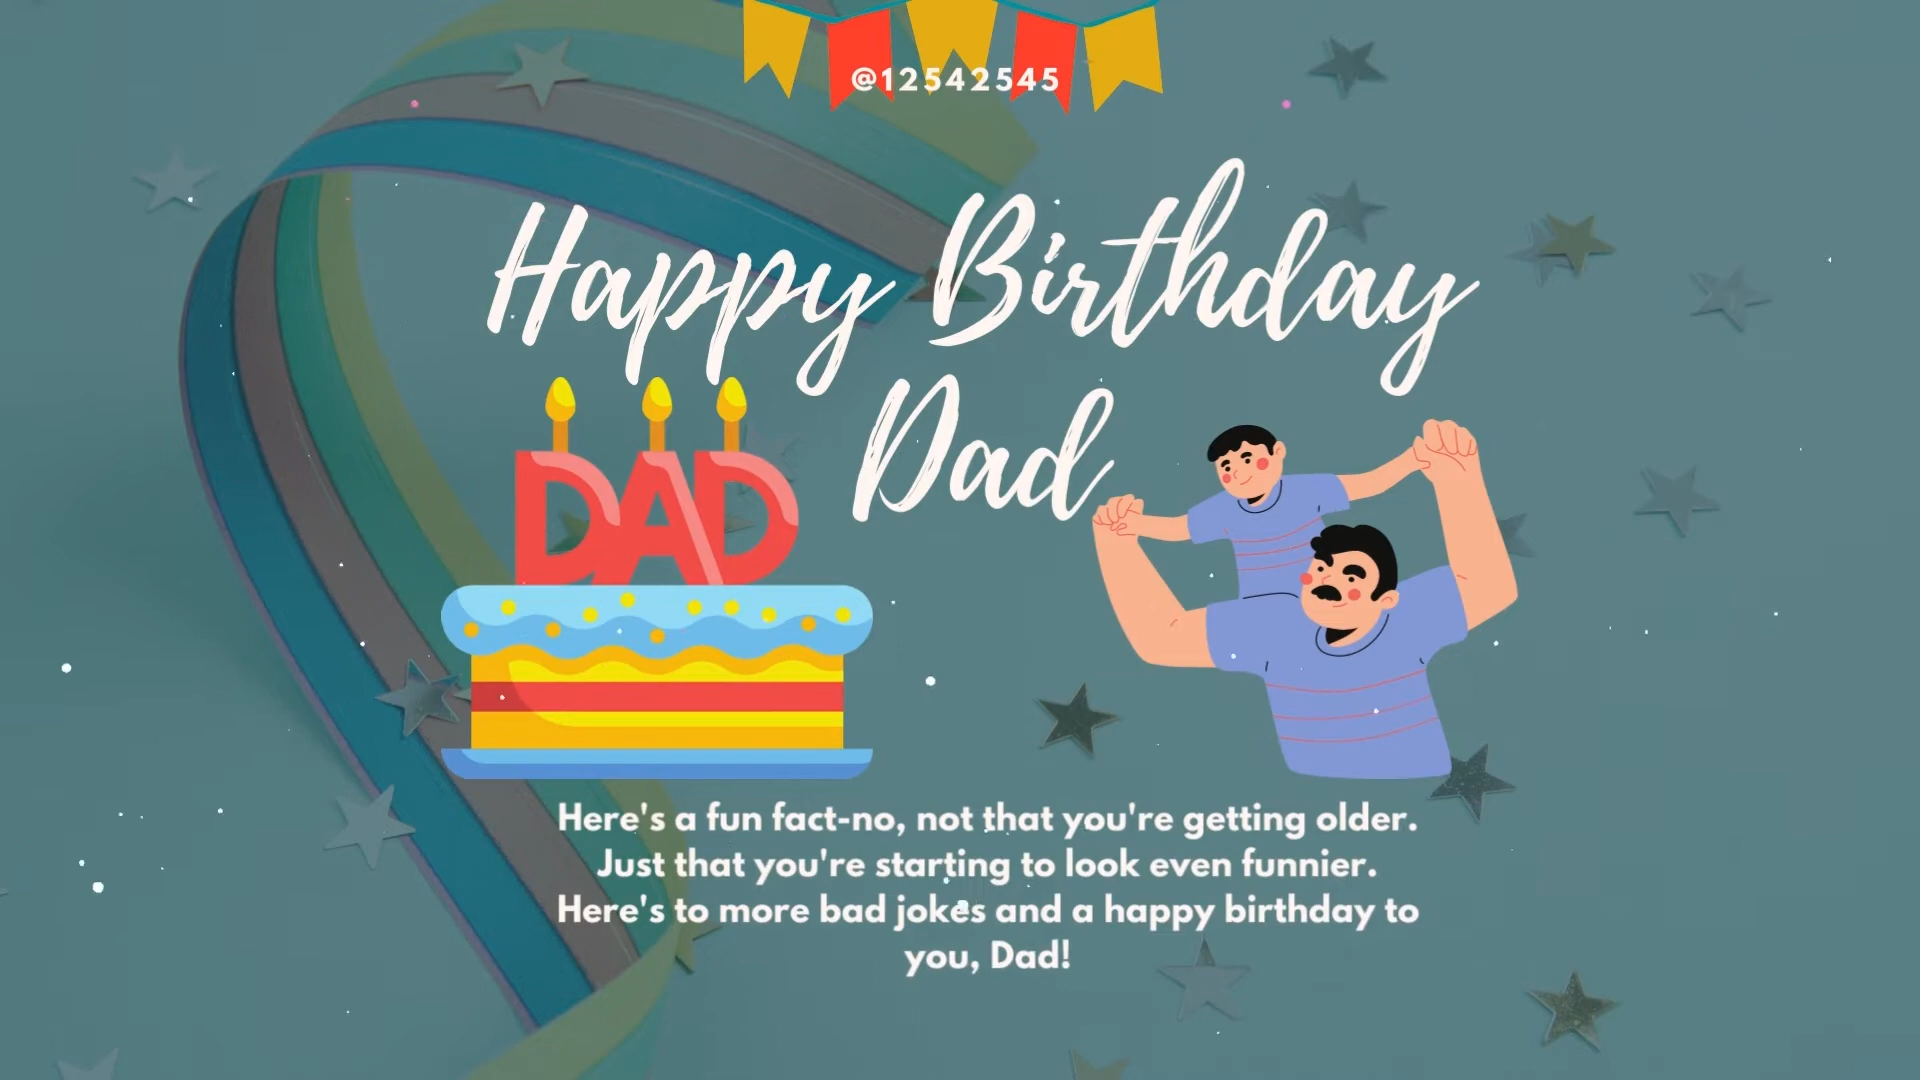 @12542545
Happy Birthday
Dad
DAD
Here's a fun fact-no, not that you're getting older.
Just that you're starting to look even funnier.
Here's to more bad jokes and a happy birthday to
you, Dad!